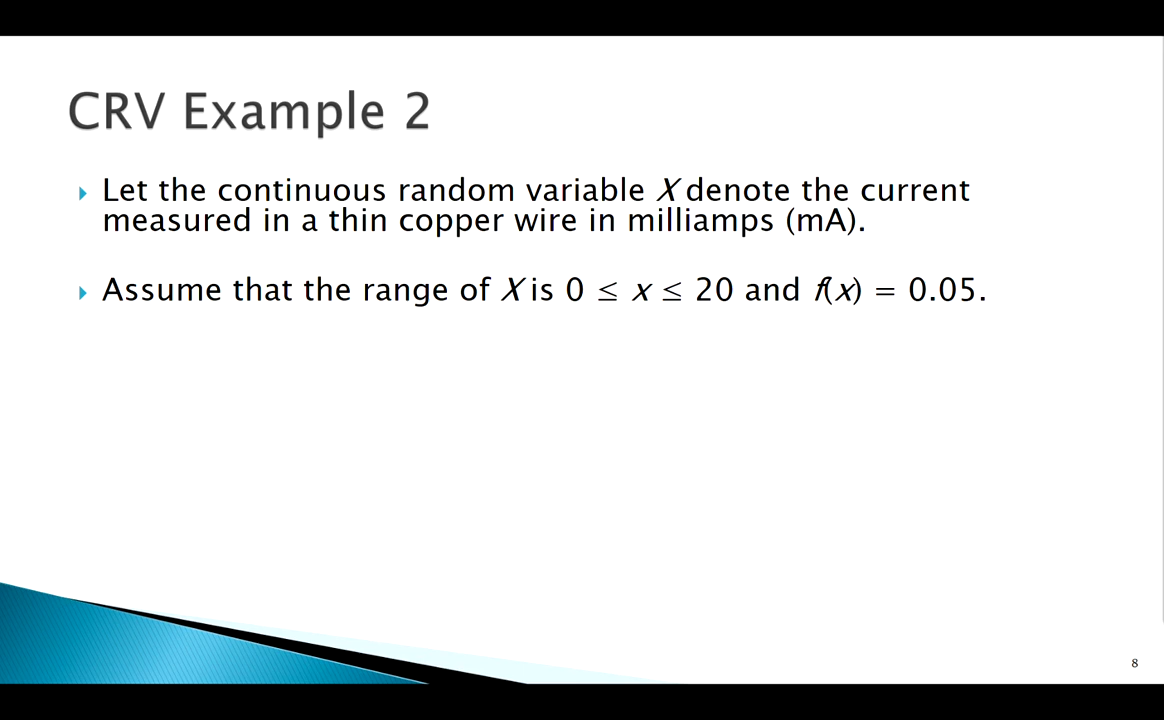 CRV Example 2
Let the continuous random variable X denote the current
measured in a thin copper wire in milliamps (mA).
Assume that the range of X is 0 ≤ x ≤ 20 and f(x) = 0.05.
8